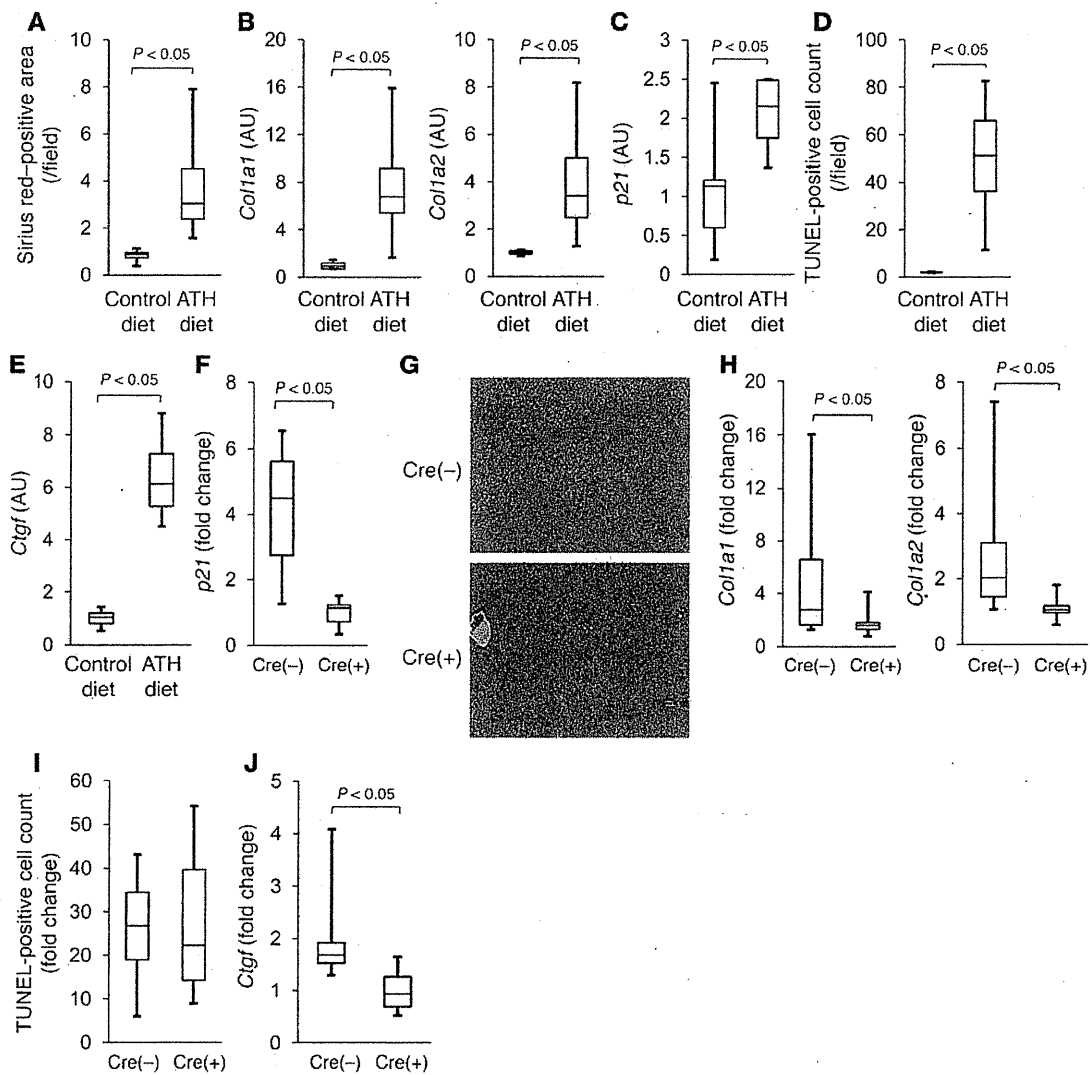 A
Sirius red–positive area
(/field)
P < 0.05
10
8
6
4
2
0
Control ATH
diet diet
B
Col1a1 (AU)
P < 0.05
20
16
12
8
4
0
Control ATH
diet diet
Col1a2 (AU)
P < 0.05
10
8
6
4
2
0
Control ATH
diet diet
C
p21 (AU)
P < 0.05
3
2.5
2
1.5
1
0.5
0
Control ATH
diet diet
D
TUNEL-positive cell count
(/field)
P < 0.05
100
80
60
40
20
0
Control ATH
diet diet
E
Ctgf (AU)
P < 0.05
10
8
6
4
2
0
Control ATH
diet diet
F
p21 (fold change)
P < 0.05
8
6
4
2
0
Cre(–) Cre(+)
G
Cre(–)
Cre(+)
H
Col1a1 (fold change)
P < 0.05
20
16
12
8
4
0
Cre(–) Cre(+)
Col1a2 (fold change)
P < 0.05
8
6
4
2
0
Cre(–) Cre(+)
I
TUNEL-positive cell count
(fold change)
60
50
40
30
20
10
0
Cre(–) Cre(+)
J
Ctgf (fold change)
P < 0.05
5
4
3
2
1
0
Cre(–) Cre(+)